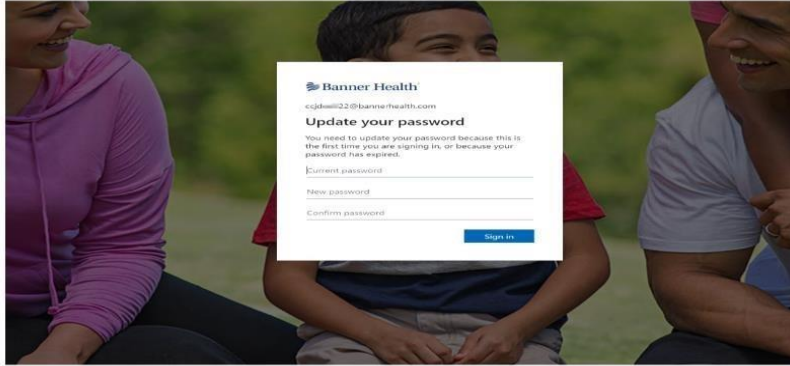 Banner Health
Update your password
You need to update your password because this is
the first time you are signing in, or because your
password has expired.
Current password
New password
Confirm password
Sign in